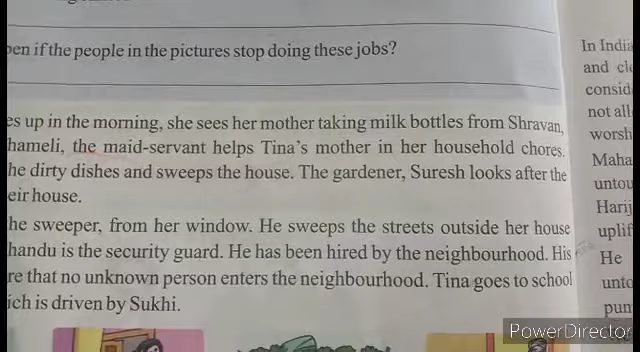 en if the people in the pictures stop doing these jobs?
es up in the morning, she sees her mother taking milk bottles from Shravan,
hameli, the maid-servant helps Tina's mother in her household chores.
he dirty dishes and sweeps the house. The gardener, Suresh looks after the
eir house.
he sweeper, from her window. He sweeps the streets outside her house
handu is the security guard. He has been hired by the neighbourhood. His
re that no unknown person enters the neighbourhood. Tina goes to school
ich is driven by Sukhi.
In India
and cle
consid
not all
worsh
Maha
untou
Harij
uplif
He
unto
pun
PowerDirector